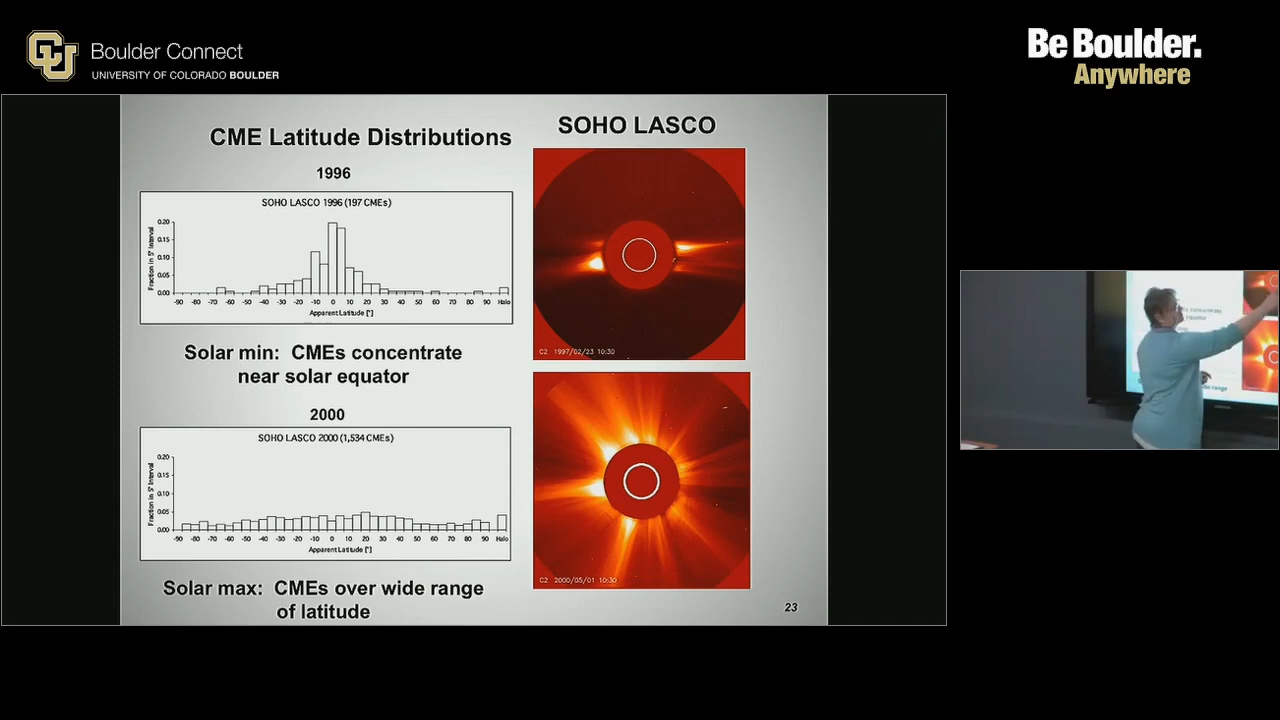 Boulder Connect
UNIVERSITY OF COLORADO BOULDER
Be Boulder.
Anywhere
CME Latitude Distributions
SOHO LASCO
1996
SOHO LASCO 1996 (197 CMEs)
Fraction in 5° Interval
0.20
0.15
0.10
0.05
0.00
-90 -80 -70 -60 -50 -40 -30 -20 -10 0 10 20 30 40 50 60 70 80 90 Halo
Apparent Latitude [°]
C2 1997/02/23 10:30
Solar min: CMEs concentrate
near solar equator
2000
SOHO LASCO 2000 (1,534 CMEs)
Fraction in 5° Interval
0.20
0.15
0.10
0.05
0.00
-90 -80 -70 -60 -50 -40 -30 -20 -10 0 10 20 30 40 50 60 70 80 90 Halo
Apparent Latitude [°]
C2 2000/05/01 10:30
Solar max: CMEs over wide range
of latitude
23
concentrate
equator
wide range